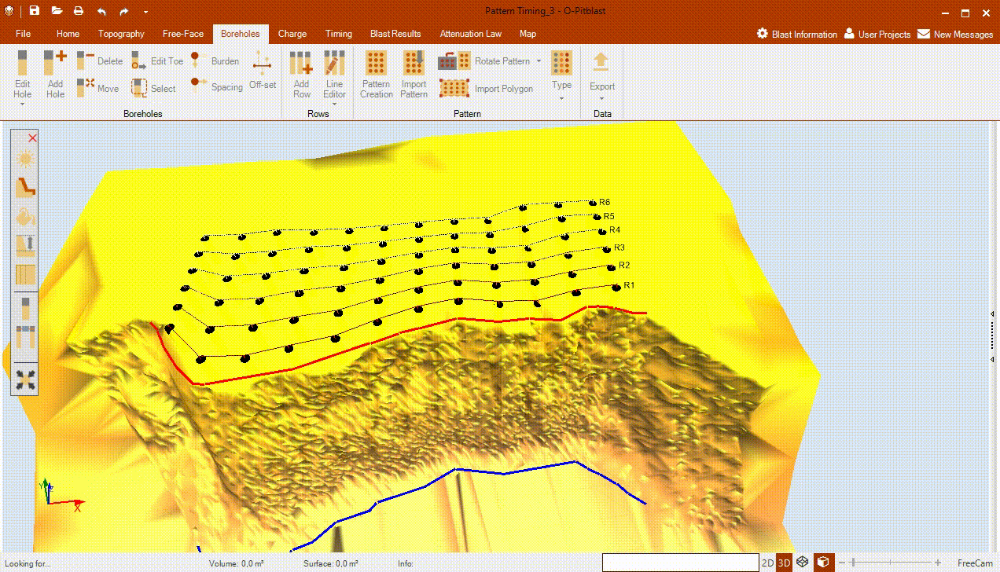 Pattern Timing_3 - O-Pitblast
File Home Topography Free-Face Boreholes Charge Timing Blast Results Attenuation Law Map Blast Information User Projects New Messages
Edit Hole
Add Hole
Delete
Move
Edit Toe
Select
Burden
Spacing
Off-set
Boreholes
Add Row
Line Editor
Rows
Pattern Creation
Import Pattern
Rotate Pattern
Import Polygon
Type
Pattern
Export
Data
R6
R5
R4
R3
R2
R1
Y
Z
X
Looking for... Volume: 0,0 m³ Surface: 0,0 m² Info: 2D 3D FreeCam